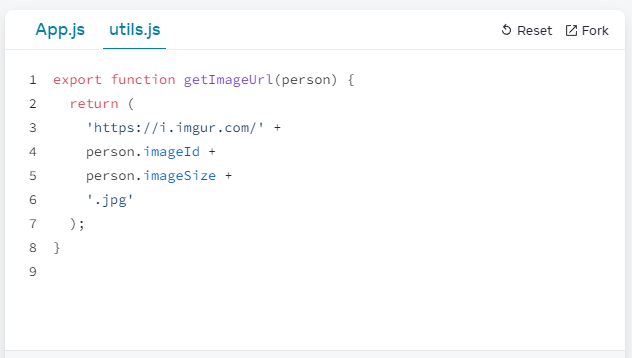 App.js utils.js Reset Fork
1 export function getImageUrl(person) {
2   return (
3     'https://i.imgur.com/' +
4     person.imageId +
5     person.imageSize +
6     '.jpg'
7   );
8 }
9